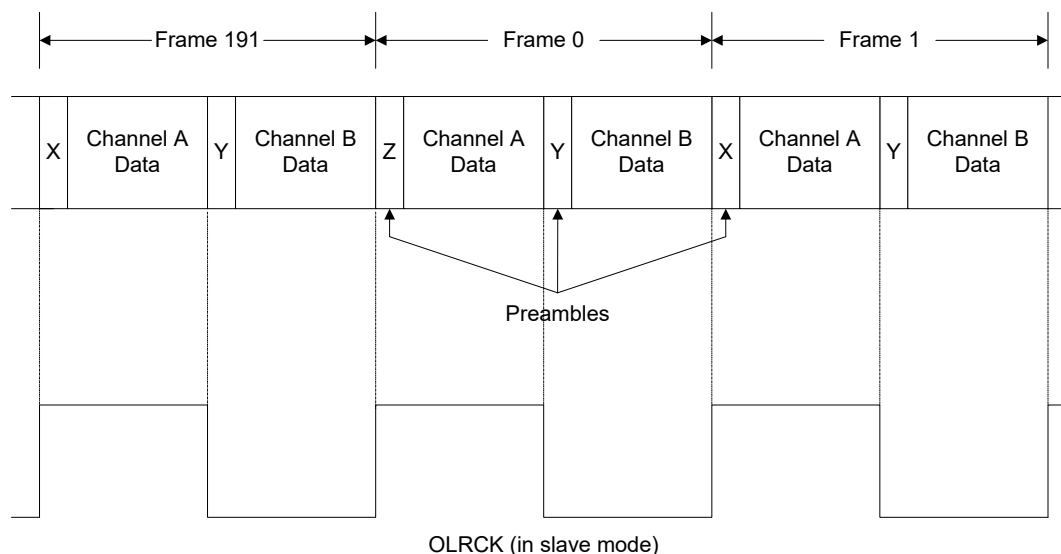 Frame 191
Frame 0
Frame 1
X
Channel A
Data
Y
Channel B
Data
Z
Channel A
Data
Y
Channel B
Data
X
Channel A
Data
Y
Channel B
Data
Preambles
OLRCK (in slave mode)